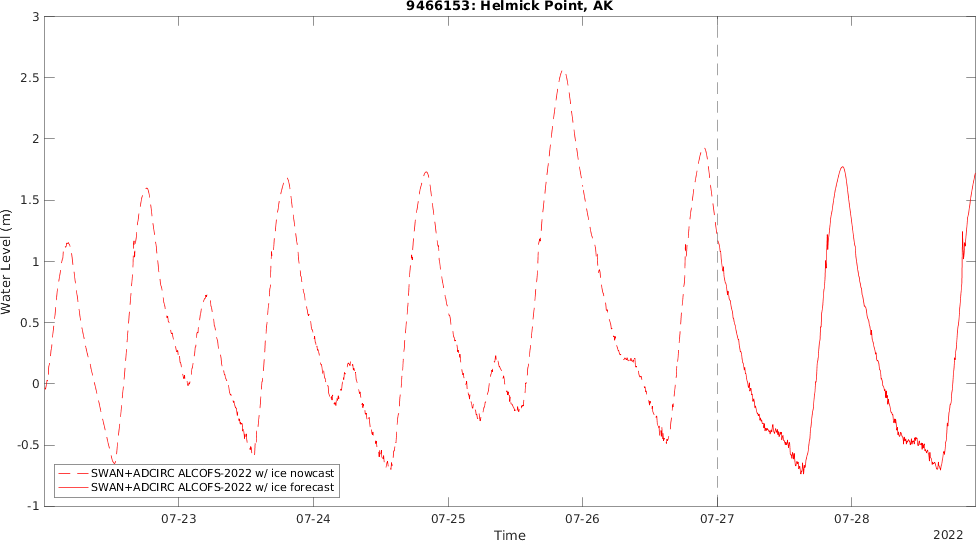 9466153: Helmick Point, AK
3
2.5
2
1.5
1
0.5
0
-0.5
-1
Water Level (m)
SWAN+ADCIRC ALCOFS-2022 w/ ice nowcast
SWAN+ADCIRC ALCOFS-2022 w/ ice forecast
07-23 07-24 07-25 07-26 07-27 07-28
Time
2022